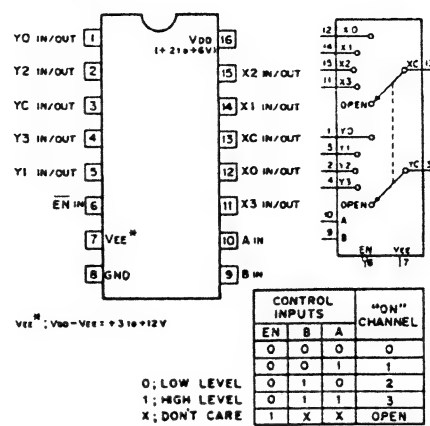 Y0 IN/OUT 1
Y2 IN/OUT 2
YC IN/OUT 3
Y3 IN/OUT 4
Y1 IN/OUT 5
EN IN 6
7 VEE*
8 GND
VDD 16
(+2 to +6V)
15 X2 IN/OUT
14 X1 IN/OUT
13 XC IN/OUT
12 X0 IN/OUT
11 X3 IN/OUT
10 A IN
9 B IN
12 X0
14 X1
15 X2
11 X3
OPEN
XC 13
1 Y0
5 Y1
2 Y2
4 Y3
OPEN
YC 3
10 A
9 B
EN
6
VEE
7
VEE*; VDD-VEE = +3 to +12V
CONTROL INPUTS "ON" CHANNEL
EN B A
0 0 0 0
0 0 1 1
0 1 0 2
0 1 1 3
1 X X OPEN
0; LOW LEVEL
1; HIGH LEVEL
X; DON'T CARE